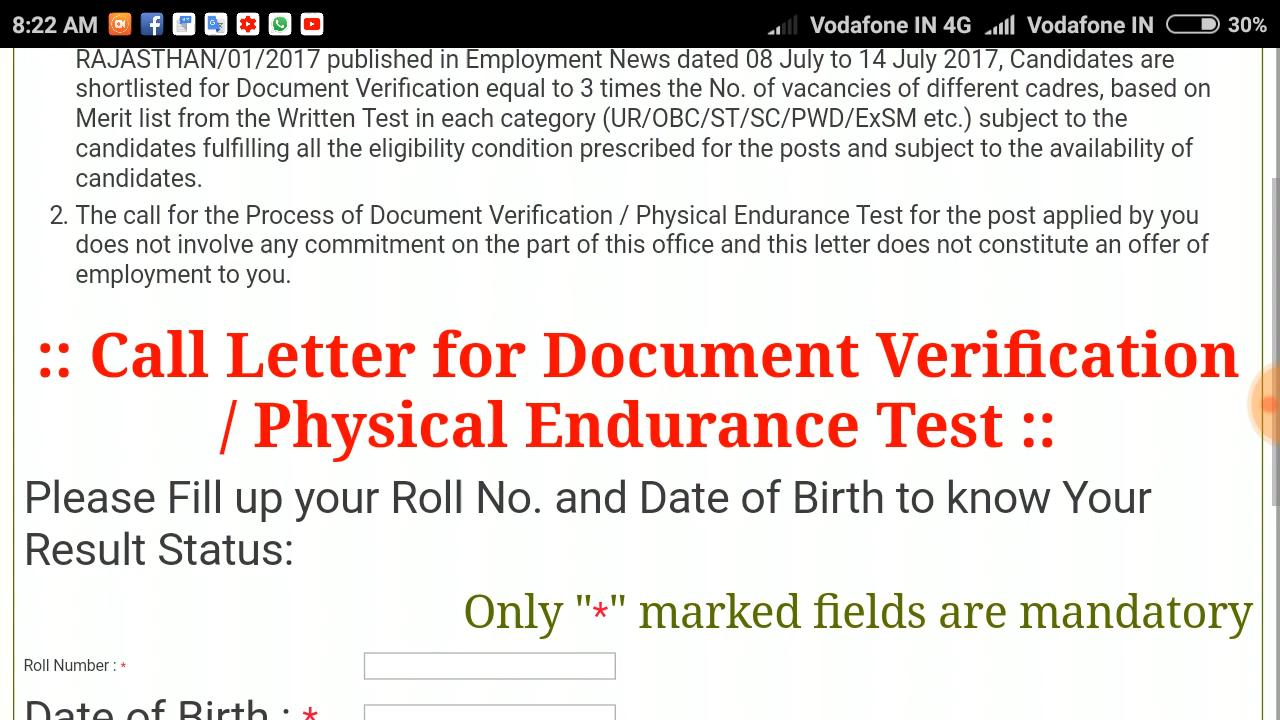 8:22 AM Vodafone IN 4G Vodafone IN 30%
RAJASTHAN/01/2017 published in Employment News dated 08 July to 14 July 2017, Candidates are
shortlisted for Document Verification equal to 3 times the No. of vacancies of different cadres, based on
Merit list from the Written Test in each category (UR/OBC/ST/SC/PWD/ExSM etc.) subject to the
candidates fulfilling all the eligibility condition prescribed for the posts and subject to the availability of
candidates.
2. The call for the Process of Document Verification / Physical Endurance Test for the post applied by you
does not involve any commitment on the part of this office and this letter does not constitute an offer of
employment to you.
:: Call Letter for Document Verification
/ Physical Endurance Test ::
Please Fill up your Roll No. and Date of Birth to know Your
Result Status:
Only "*" marked fields are mandatory
Roll Number : *
Date of Birth : *